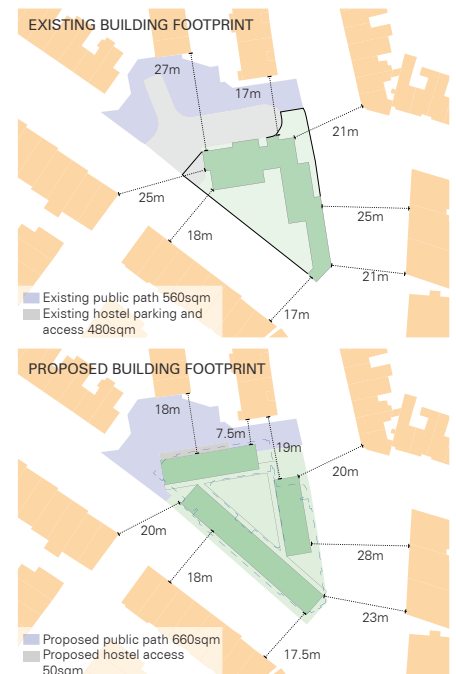 EXISTING BUILDING FOOTPRINT
27m
17m
21m
25m
25m
18m
21m
17m
Existing public path 560sqm
Existing hostel parking and
access 480sqm
PROPOSED BUILDING FOOTPRINT
18m
7.5m
19m
20m
20m
28m
18m
23m
17.5m
Proposed public path 660sqm
Proposed hostel access
50sqm